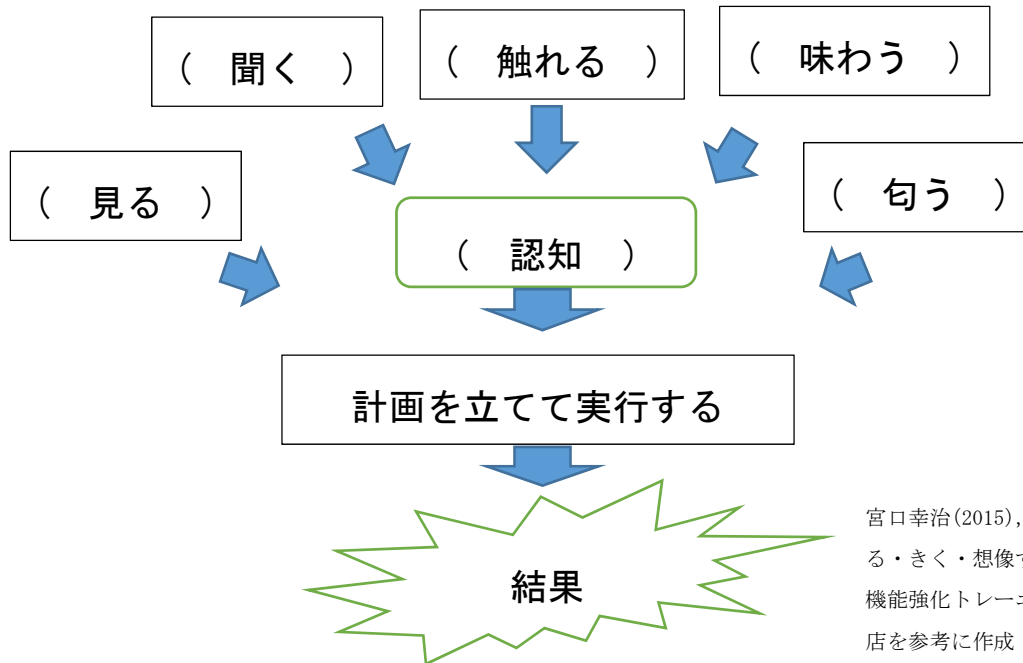 ( 聞く )
( 触れる )
( 味わう )
( 見る )
( 匂う )
( 認知 )
計画を立てて実行する
結果
宮口幸治(2015),
る・きく・想像す
機能強化トレーニ
店を参考に作成